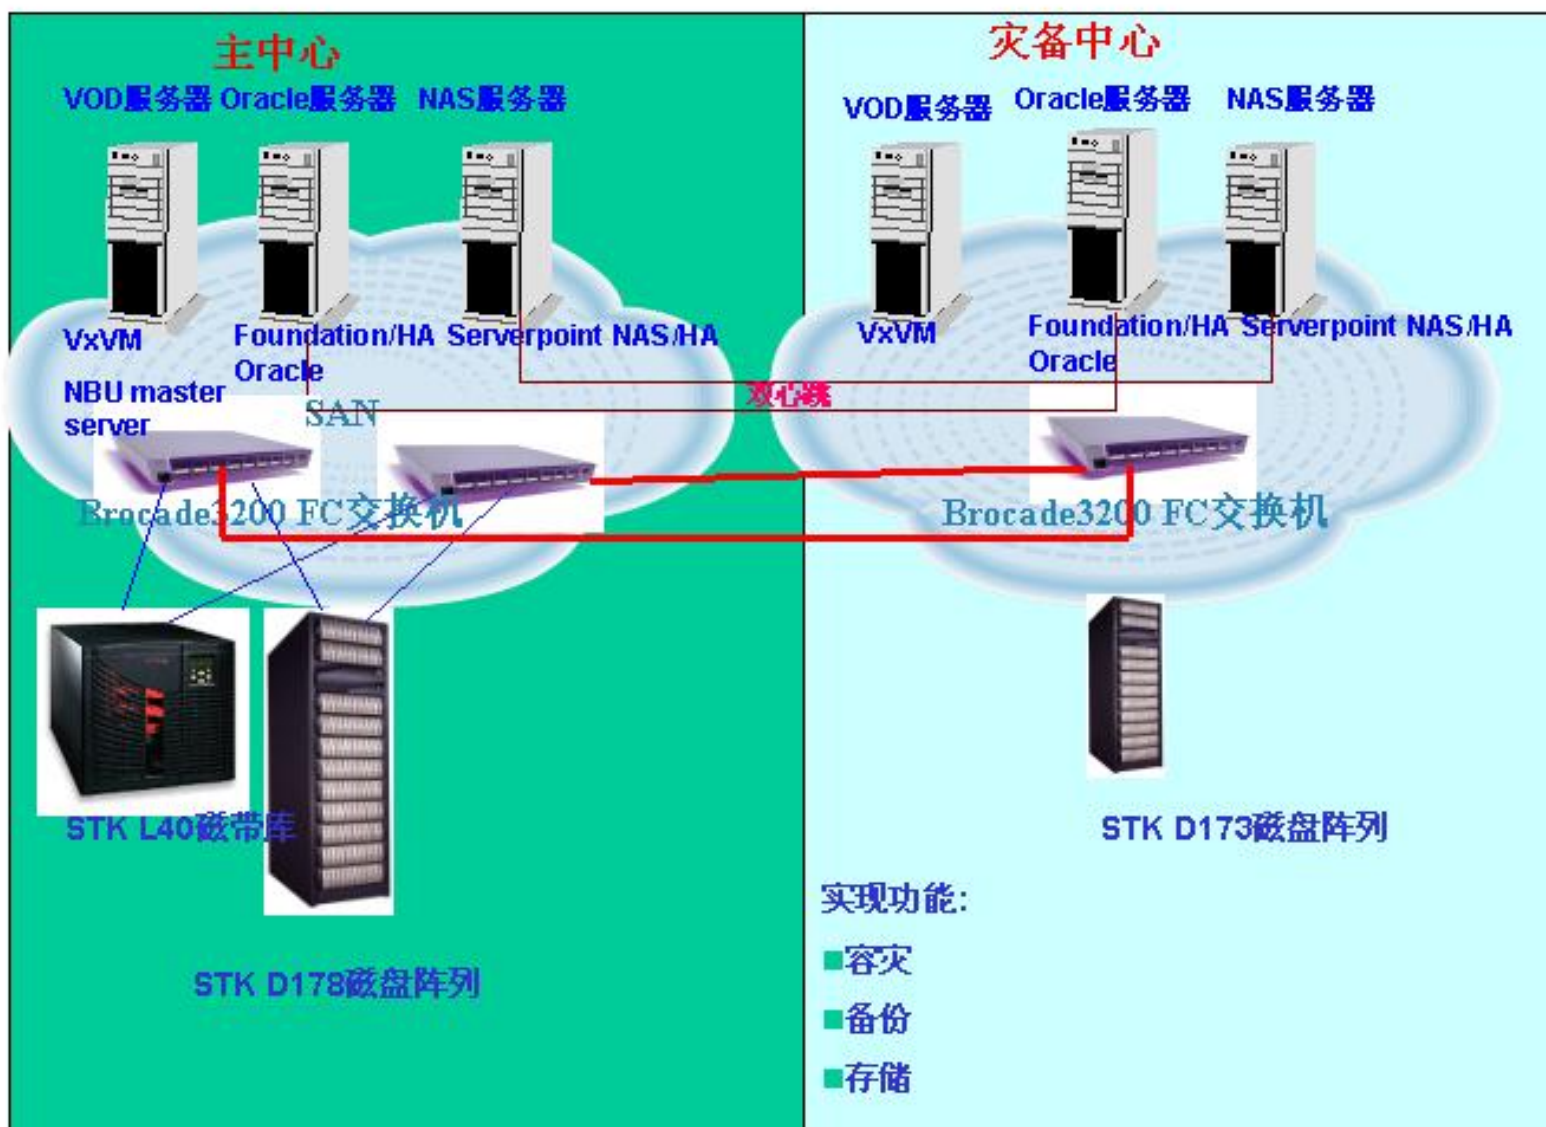 主中心
VOD服务器 Oracle服务器 NAS服务器
VxVM
Foundation/HA Oracle
Serverpoint NAS/HA
NBU master server
SAN
双心跳
Brocade3200 FC交换机
STK L40磁带库
STK D178磁盘阵列
灾备中心
VOD服务器 Oracle服务器 NAS服务器
VxVM
Foundation/HA Oracle
Serverpoint NAS/HA
Brocade3200 FC交换机
STK D173磁盘阵列
实现功能:
容灾
备份
存储